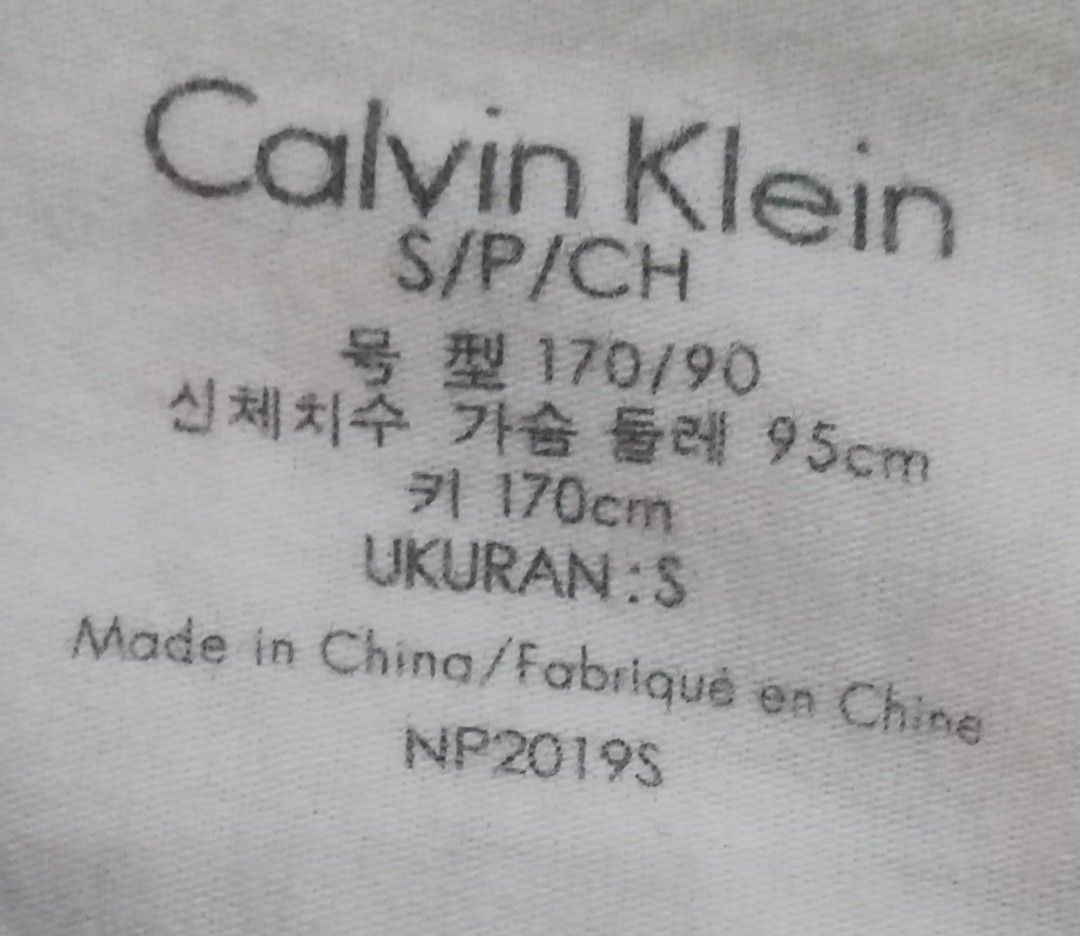 Calvin Klein
S/P/CH
号 型 170/90
신체치수 가슴 둘레 95cm
키 170cm
UKURAN:S
Made in China/Fabriqué en Chine
NP2019S